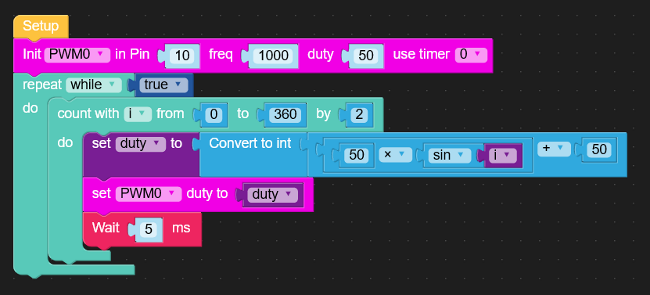 Setup
Init PWM0 in Pin 10 freq 1000 duty 50 use timer 0
repeat while true
do count with i from 0 to 360 by 2
do set duty to Convert to int 50 × sin i + 50
set PWM0 duty to duty
Wait 5 ms